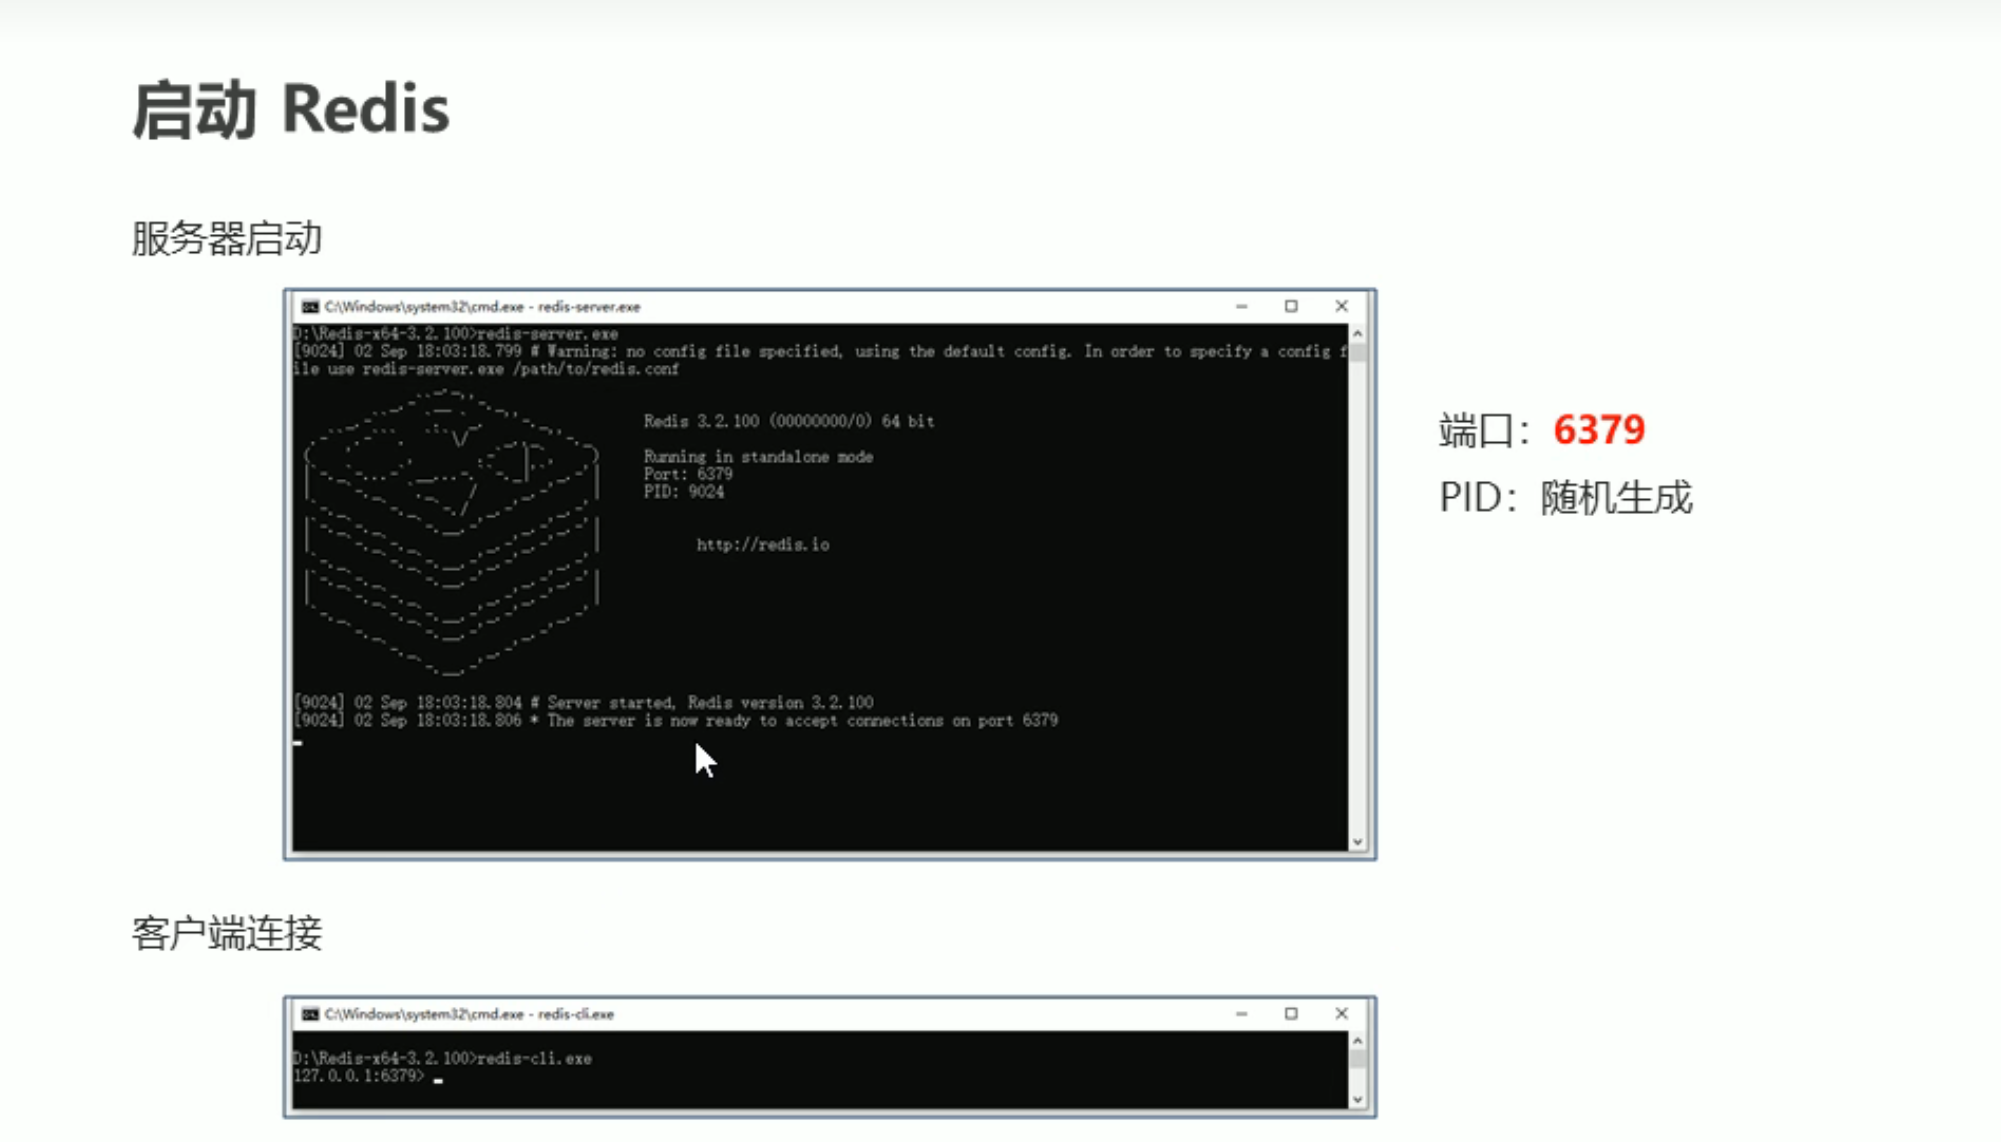 启动 Redis
服务器启动
C:\Windows\system32\cmd.exe - redis-server.exe
D:\Redis-x64-3.2.100>redis-server.exe
[9024] 02 Sep 18:03:18.799 # Warning: no config file specified, using the default config. In order to specify a config f
ile use redis-server.exe /path/to/redis.conf
Redis 3.2.100 (00000000/0) 64 bit
Running in standalone mode
Port: 6379
PID: 9024
http://redis.io
[9024] 02 Sep 18:03:18.804 # Server started, Redis version 3.2.100
[9024] 02 Sep 18:03:18.806 * The server is now ready to accept connections on port 6379
端口：6379
PID：随机生成
客户端连接
C:\Windows\system32\cmd.exe - redis-cli.exe
D:\Redis-x64-3.2.100>redis-cli.exe
127.0.0.1:6379>